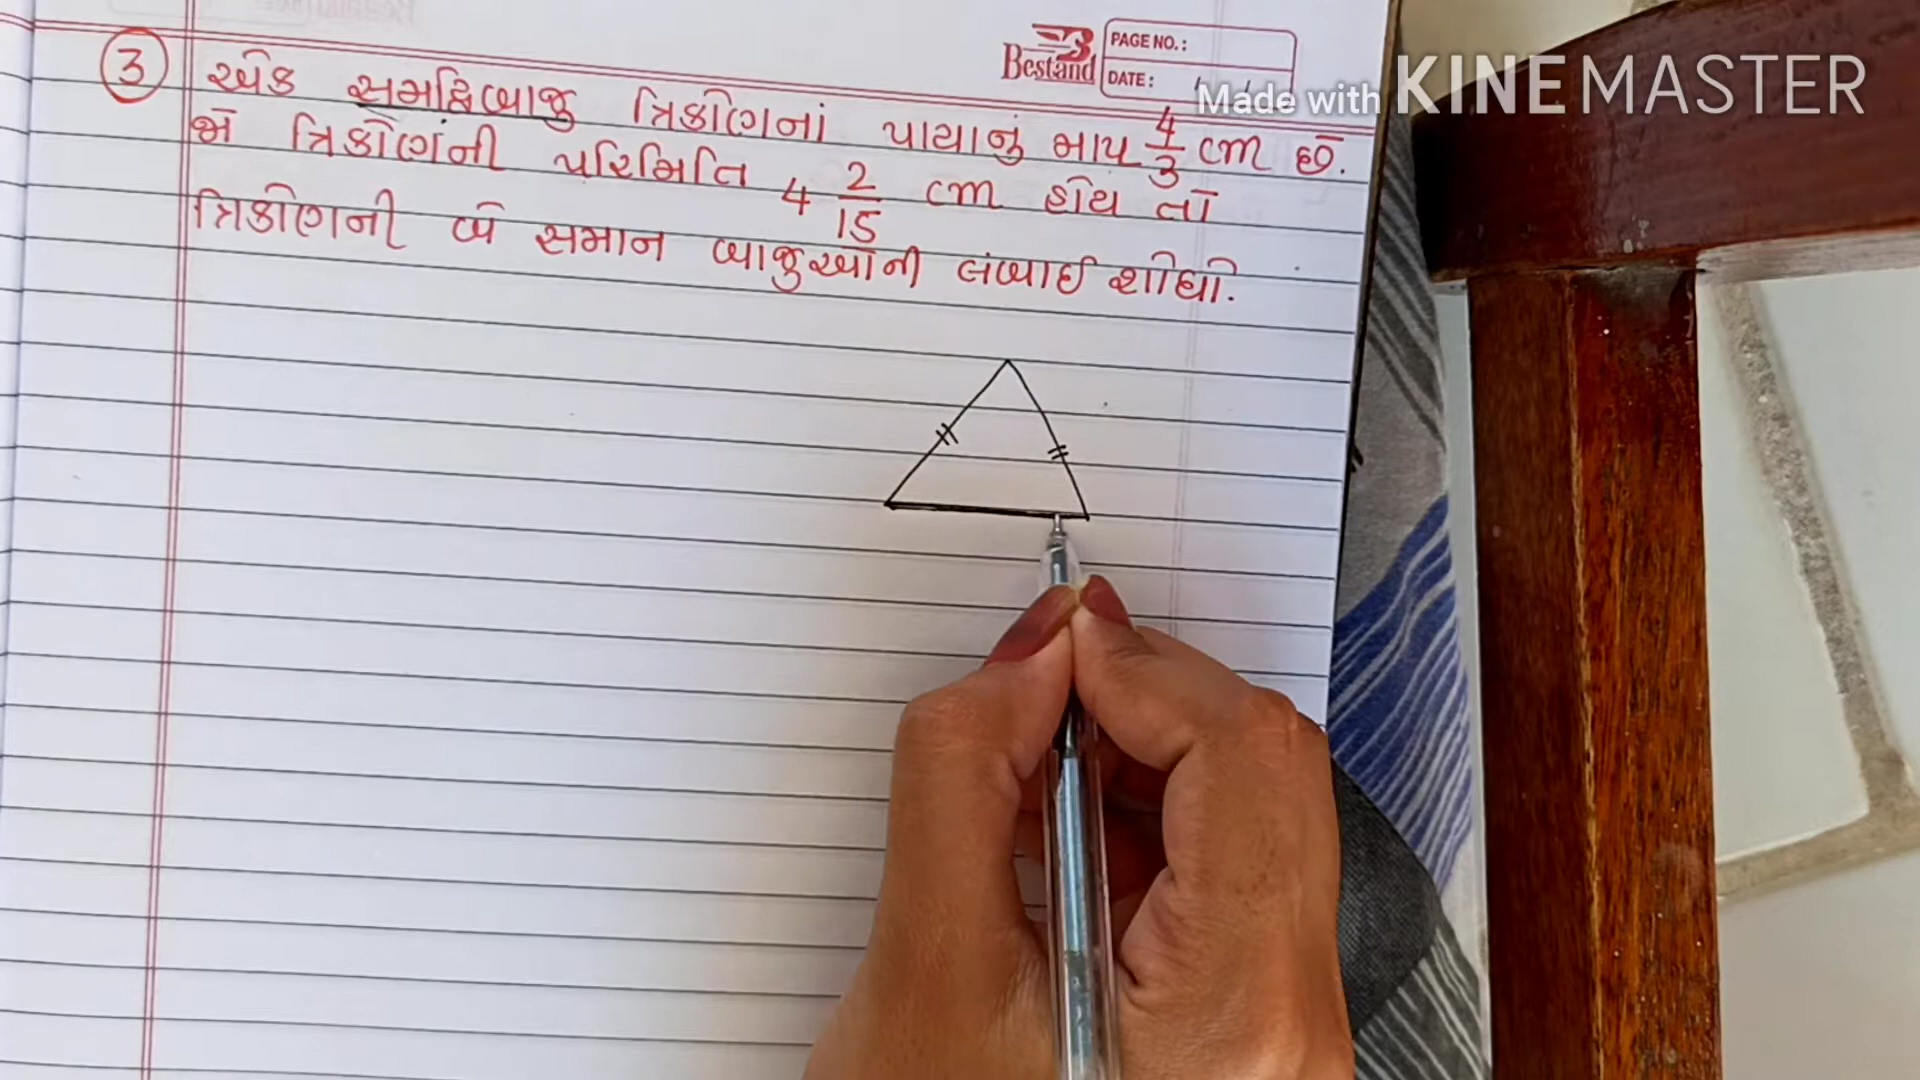 Bestand
PAGE NO. :
DATE : / /
Made with KINEMASTER
③ એક સમદ્વિબાજુ ત્રિકોણનાં પાયાનું માપ 4/3 cm છે.
જો ત્રિકોણની પરિમિતિ 4 2/15 cm હોય તો
ત્રિકોણની બે સમાન બાજુઓની લંબાઈ શોધો.